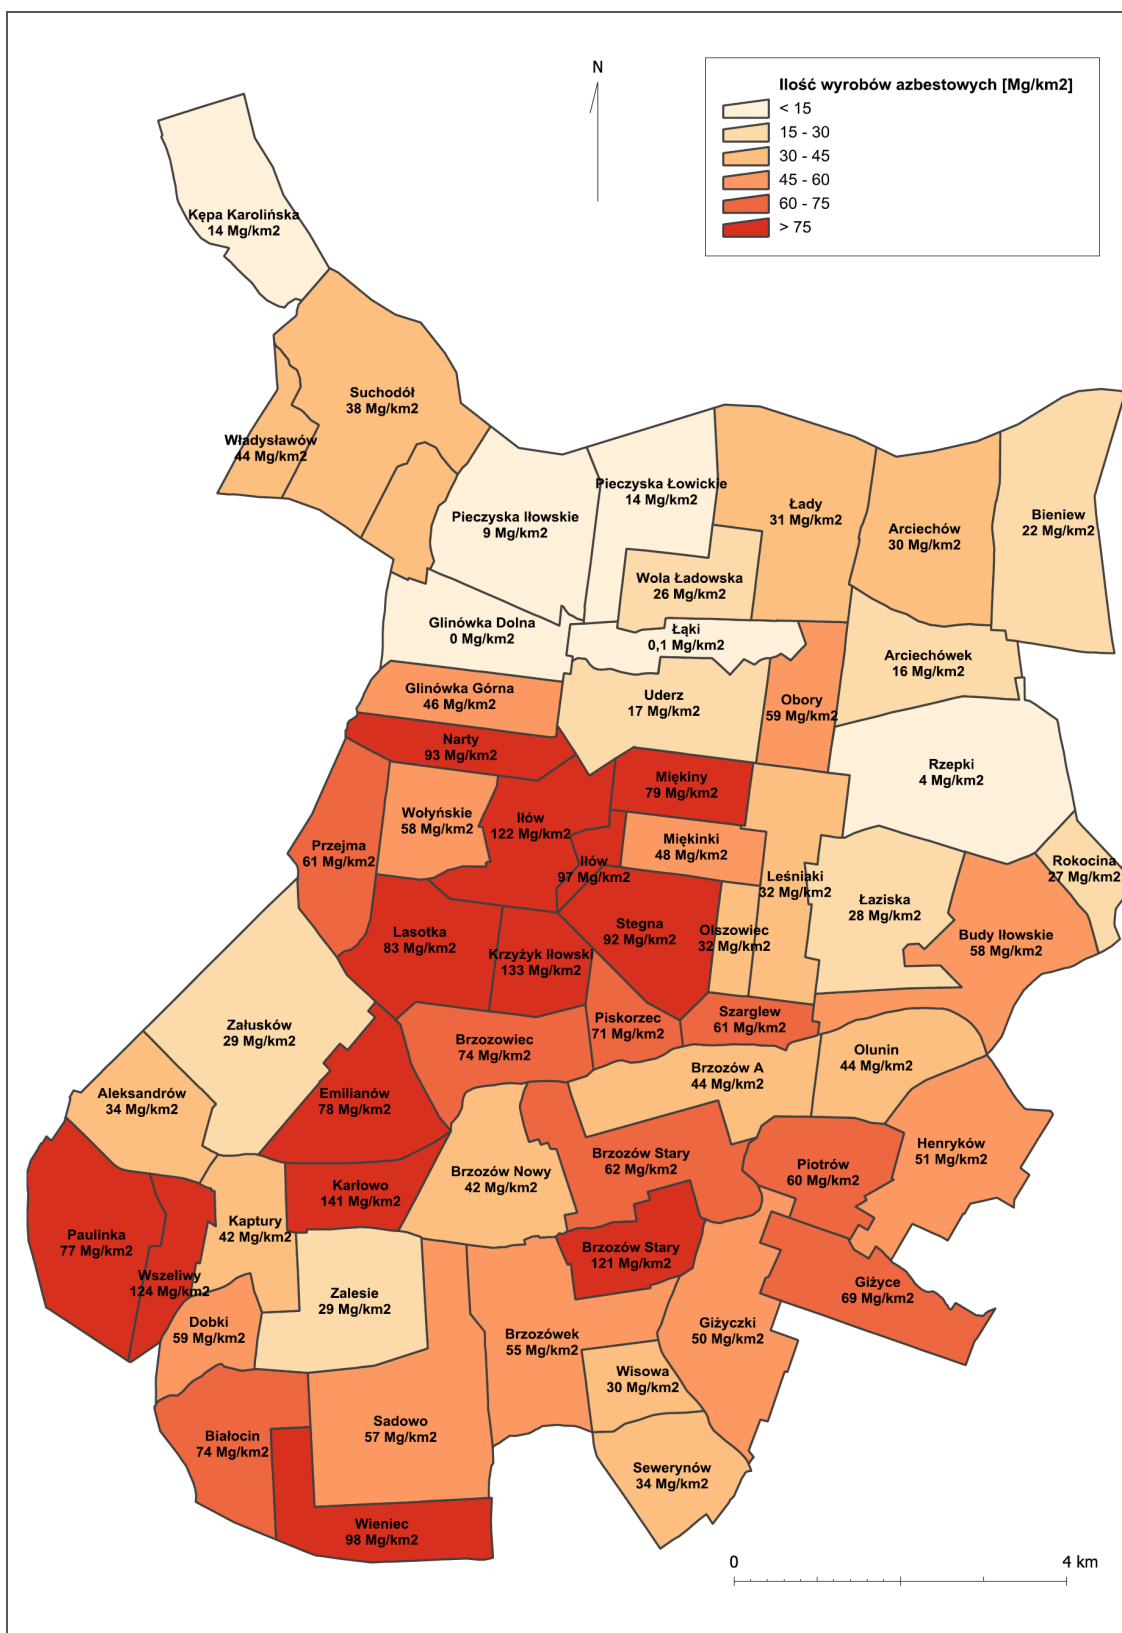 N
Ilość wyrobów azbestowych [Mg/km2]
< 15
15 - 30
30 - 45
45 - 60
60 - 75
> 75
Kępa Karolińska
14 Mg/km2
Suchodół
38 Mg/km2
Władysławów
44 Mg/km2
Pieczyska Łowickie
14 Mg/km2
Pieczyska Iłowskie
9 Mg/km2
Łady
31 Mg/km2
Arciechów
30 Mg/km2
Bieniew
22 Mg/km2
Wola Ładowska
26 Mg/km2
Glinówka Dolna
0 Mg/km2
Łąki
0,1 Mg/km2
Arciechówek
16 Mg/km2
Glinówka Górna
46 Mg/km2
Uderz
17 Mg/km2
Obory
59 Mg/km2
Narty
93 Mg/km2
Rzepki
4 Mg/km2
Miękiny
79 Mg/km2
Wołyńskie
58 Mg/km2
Iłów
122 Mg/km2
Przejma
61 Mg/km2
Miękinki
48 Mg/km2
Iłów
97 Mg/km2
Leśniaki
32 Mg/km2
Rokocina
27 Mg/km2
Łaziska
28 Mg/km2
Lasotka
83 Mg/km2
Stegna
92 Mg/km2
Olszowiec
32 Mg/km2
Budy Iłowskie
58 Mg/km2
Krzyżyk Iłowski
133 Mg/km2
Załusków
29 Mg/km2
Piskorzec
71 Mg/km2
Szarglew
61 Mg/km2
Brzozowiec
74 Mg/km2
Olunin
44 Mg/km2
Brzozów A
44 Mg/km2
Aleksandrów
34 Mg/km2
Emilianów
78 Mg/km2
Henryków
51 Mg/km2
Brzozów Stary
62 Mg/km2
Piotrów
60 Mg/km2
Brzozów Nowy
42 Mg/km2
Karłowo
141 Mg/km2
Kaptury
42 Mg/km2
Paulinka
77 Mg/km2
Brzozów Stary
121 Mg/km2
Wszeliwy
124 Mg/km2
Giżyce
69 Mg/km2
Zalesie
29 Mg/km2
Dobki
59 Mg/km2
Giżyczki
50 Mg/km2
Brzozówek
55 Mg/km2
Wisowa
30 Mg/km2
Sadowo
57 Mg/km2
Białocin
74 Mg/km2
Sewerynów
34 Mg/km2
Wieniec
98 Mg/km2
0 4 km